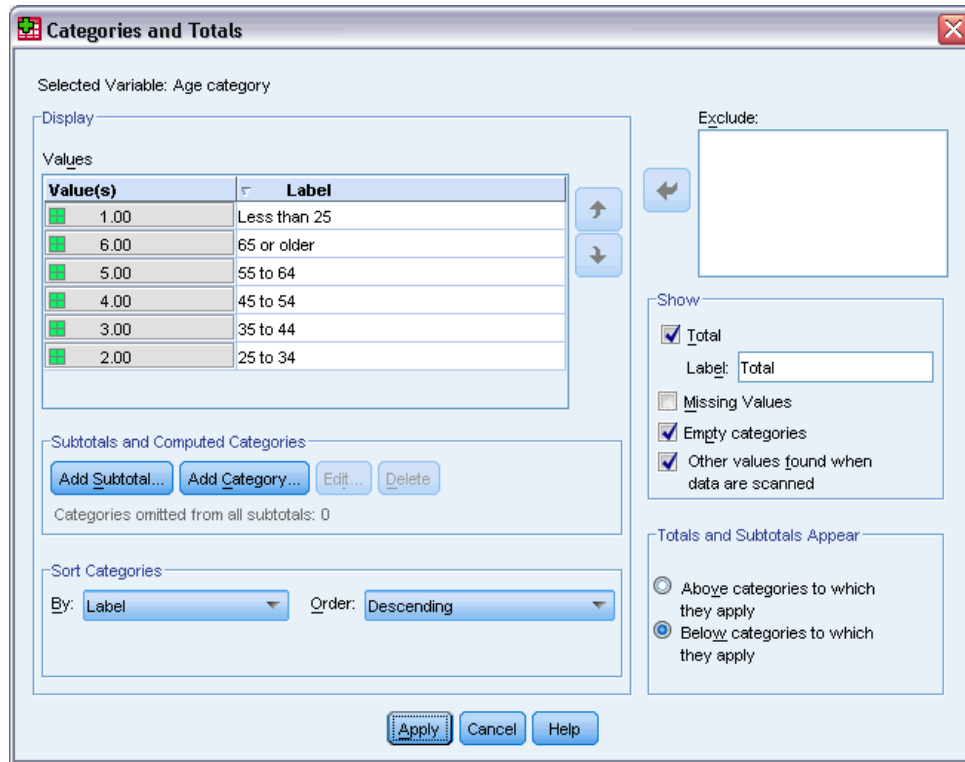 Categories and Totals
Selected Variable: Age category
Display
Values
Value(s) Label
1.00 Less than 25
6.00 65 or older
5.00 55 to 64
4.00 45 to 54
3.00 35 to 44
2.00 25 to 34
Subtotals and Computed Categories
Add Subtotal... Add Category... Edit... Delete
Categories omitted from all subtotals: 0
Sort Categories
By: Label Order: Descending
Exclude:
Show
Total
Label: Total
Missing Values
Empty categories
Other values found when
data are scanned
Totals and Subtotals Appear
Above categories to which
they apply
Below categories to which
they apply
Apply Cancel Help